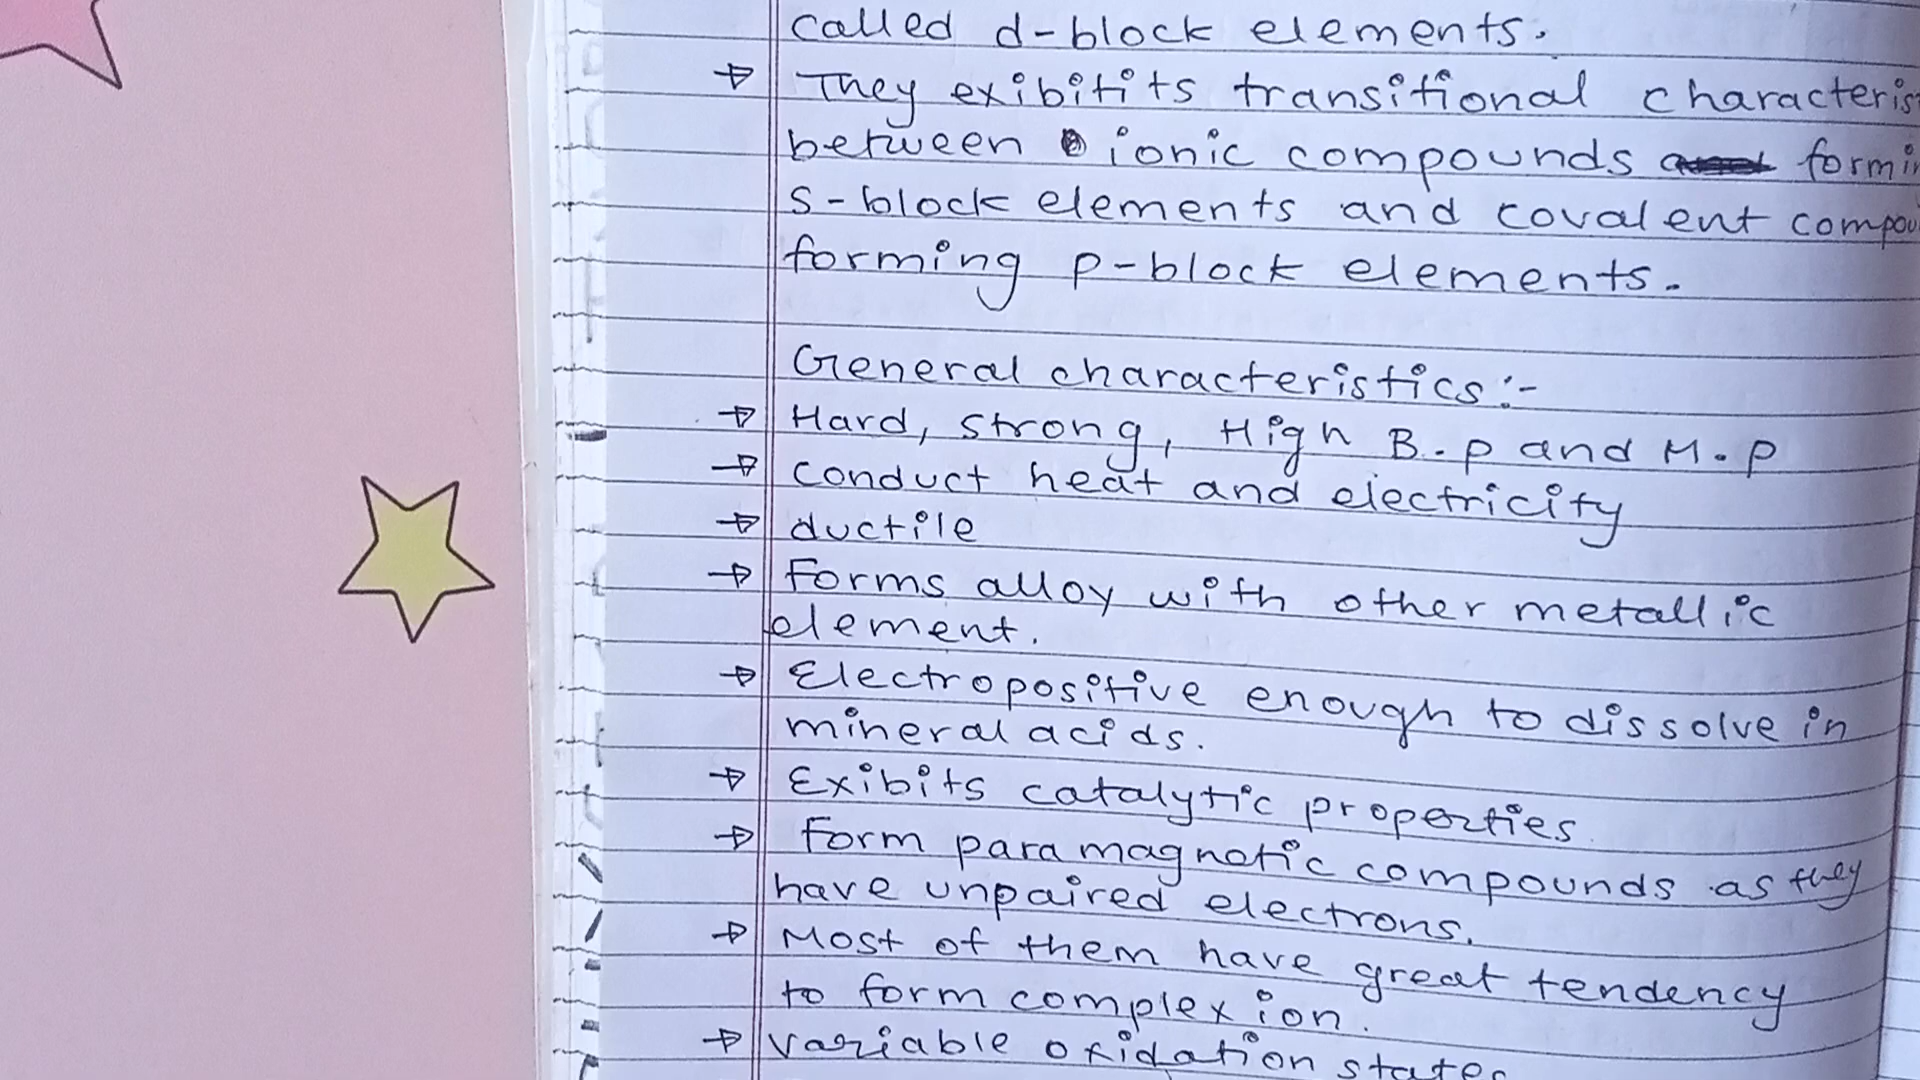 called d-block elements.
→ They exibitits transitional characteris
between ionic compounds formin
s-block elements and covalent compou
forming p-block elements.
General characteristics:-
→ Hard, strong, High B.p and M.p
→ conduct heat and electricity
→ ductile
→ Forms alloy with other metallic
element.
→ Electropositive enough to dissolve in
mineral acids.
→ Exibits catalytic properties.
→ Form paramagnetic compounds as they
have unpaired electrons.
→ Most of them have great tendency
to form complex ion.
→ variable oxidation states